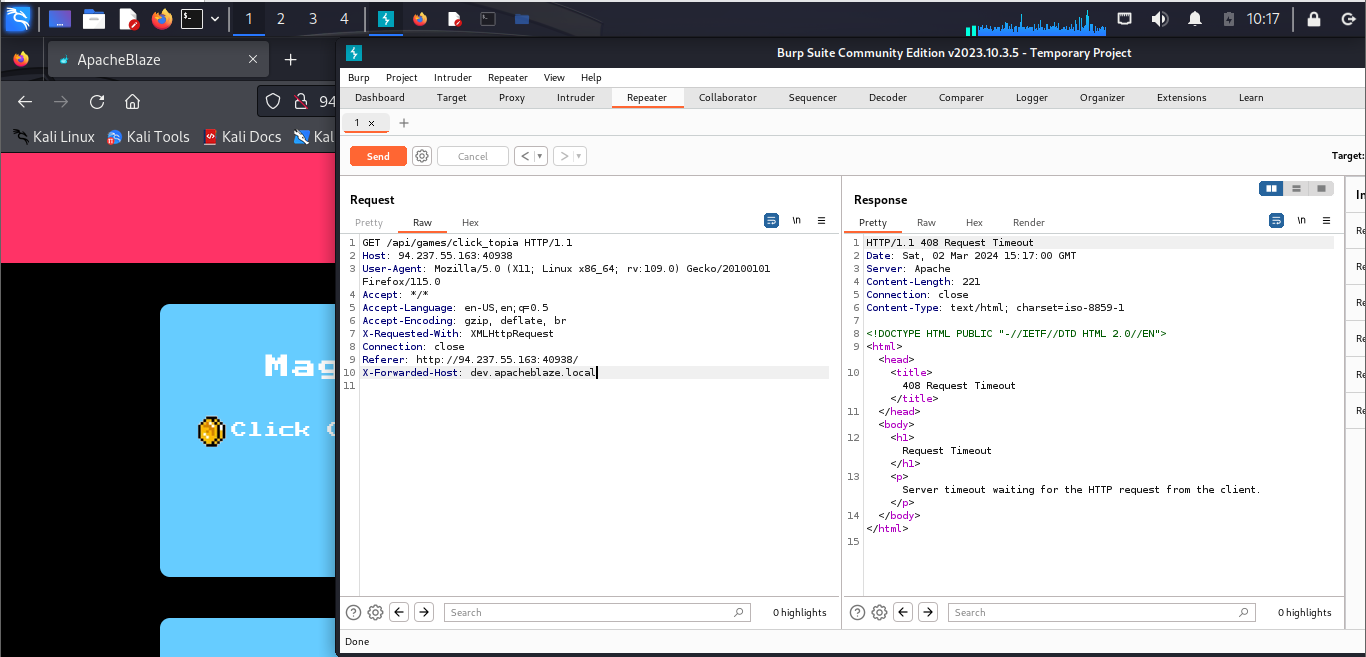 1 2 3 4 10:17
ApacheBlaze
Burp Suite Community Edition v2023.10.3.5 - Temporary Project
Burp Project Intruder Repeater View Help
Dashboard Target Proxy Intruder Repeater Collaborator Sequencer Decoder Comparer Logger Organizer Extensions Learn
94
1 × +
Kali Linux Kali Tools Kali Docs Kal
Send Cancel < >
Target:
Request
Pretty Raw Hex
\n
1 GET /api/games/click_topia HTTP/1.1
2 Host: 94.237.55.163:40938
3 User-Agent: Mozilla/5.0 (X11; Linux x86_64; rv:109.0) Gecko/20100101
Firefox/115.0
4 Accept: */*
5 Accept-Language: en-US,en;q=0.5
6 Accept-Encoding: gzip, deflate, br
7 X-Requested-With: XMLHttpRequest
8 Connection: close
9 Referer: http://94.237.55.163:40938/
10 X-Forwarded-Host: dev.apacheblaze.local
11
Response
Pretty Raw Hex Render
\n
1 HTTP/1.1 408 Request Timeout
2 Date: Sat, 02 Mar 2024 15:17:00 GMT
3 Server: Apache
4 Content-Length: 221
5 Connection: close
6 Content-Type: text/html; charset=iso-8859-1
7
8 <!DOCTYPE HTML PUBLIC "-//IETF//DTD HTML 2.0//EN">
9 <html>
<head>
10 <title>
408 Request Timeout
</title>
11 </head>
<body>
12 <h1>
Request Timeout
</h1>
13 <p>
Server timeout waiting for the HTTP request from the client.
</p>
14 </body>
</html>
15
In
Re
Re
Re
Re
Re
Re
Mag
Click
Search 0 highlights
Search 0 highlights
Done